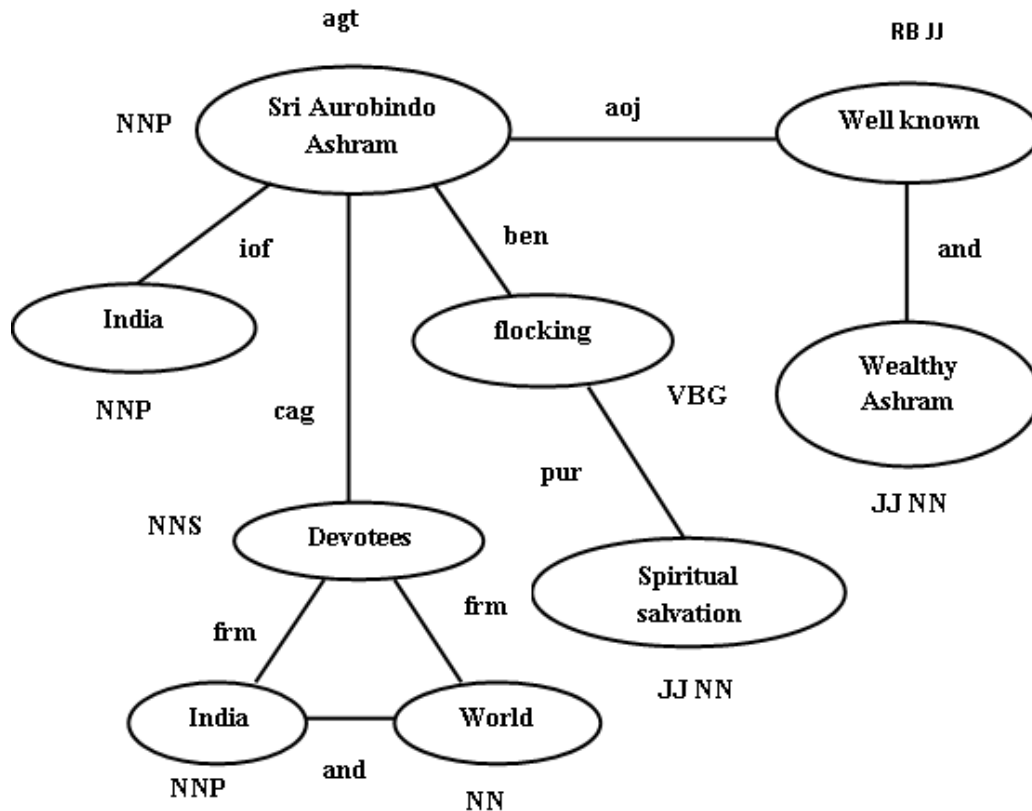 agt
RB JJ
Sri Aurobindo
Ashram
NNP
aoj
Well known
iof
ben
and
India
flocking
NNP
cag
VBG
Wealthy
Ashram
JJ NN
pur
NNS
Devotees
Spiritual
salvation
frm
frm
JJ NN
India
World
NNP
and
NN